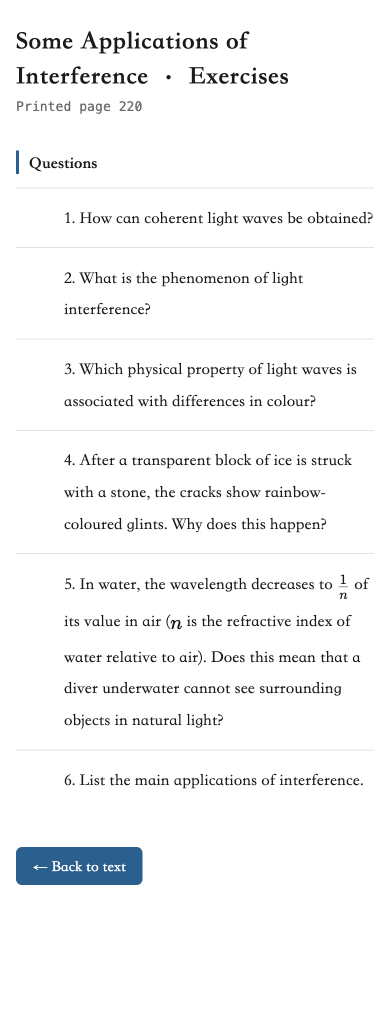 Some Applications of
Interference · Exercises
Printed page 220
Questions
1. How can coherent light waves be obtained?
2. What is the phenomenon of light
interference?
3. Which physical property of light waves is
associated with differences in colour?
4. After a transparent block of ice is struck
with a stone, the cracks show rainbow-
coloured glints. Why does this happen?
5. In water, the wavelength decreases to 1/n of
its value in air (n is the refractive index of
water relative to air). Does this mean that a
diver underwater cannot see surrounding
objects in natural light?
6. List the main applications of interference.
← Back to text